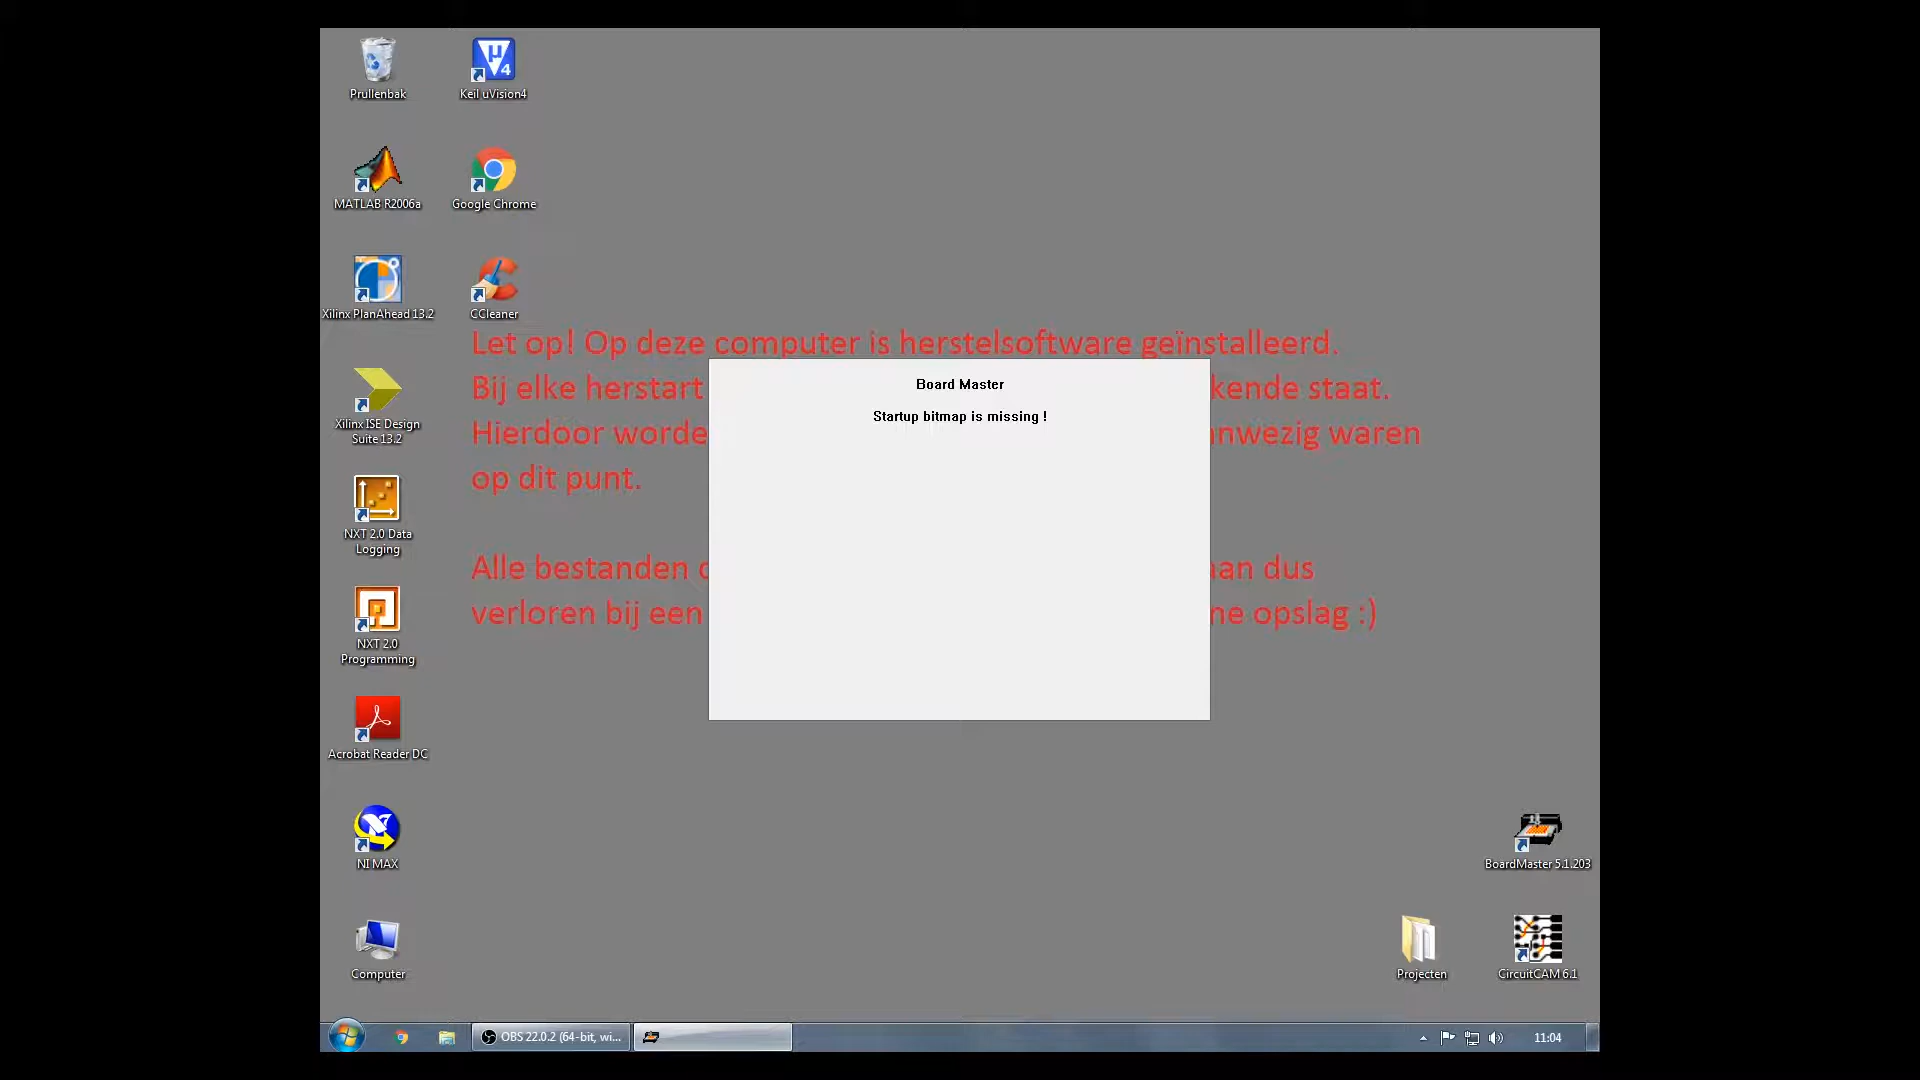 Prullenbak
Keil uVision4
MATLAB R2006a
Google Chrome
Xilinx PlanAhead 13.2
CCleaner
Let op! Op deze computer is herstelsoftware geïnstalleerd.
Bij elke herstart
kende staat.
Hierdoor worde
anwezig waren
op dit punt.
Alle bestanden
aan dus
verloren bij een
ne opslag :)
Board Master
Startup bitmap is missing !
Xilinx ISE Design
Suite 13.2
NXT 2.0 Data
Logging
NXT 2.0
Programming
Acrobat Reader DC
NI MAX
Computer
BoardMaster 5.1.203
Projecten
CircuitCAM 6.1
OBS 22.0.2 (64-bit, wi...
11:04